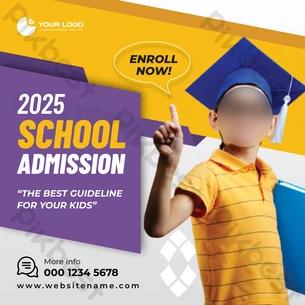 YOUR LOGO
ENROLL
NOW!
2025
SCHOOL
ADMISSION
“THE BEST GUIDELINE
FOR YOUR KIDS”
More info
000 1234 5678
www.websitename.com